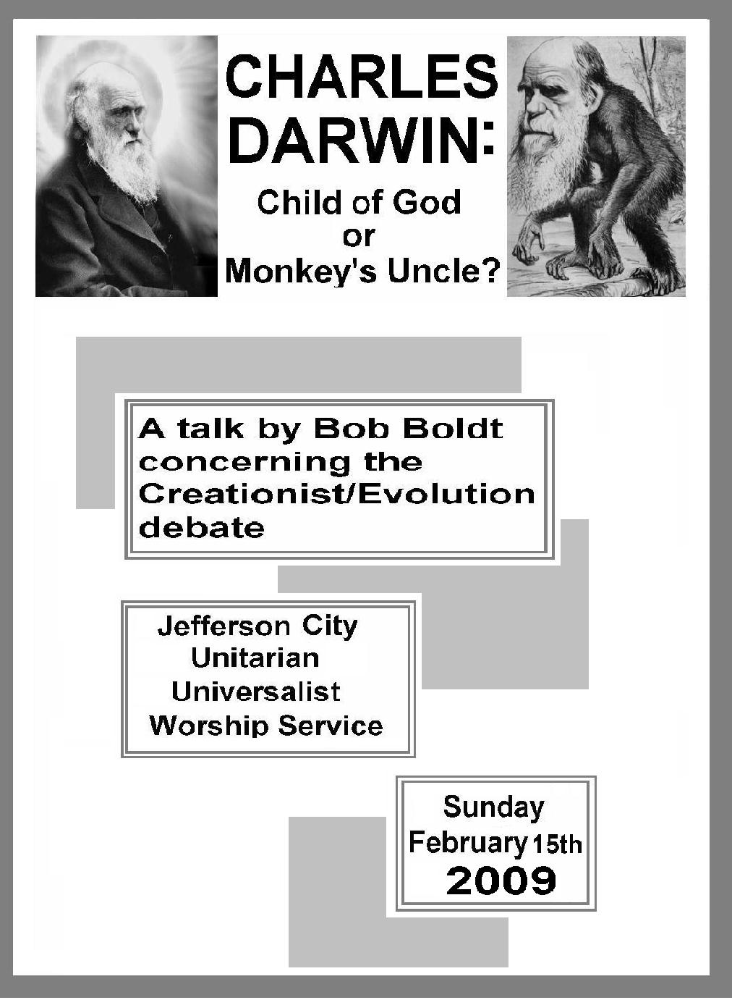 CHARLES
DARWIN:
Child of God
or
Monkey's Uncle?
A talk by Bob Boldt
concerning the
Creationist/Evolution
debate
Jefferson City
Unitarian
Universalist
Worship Service
Sunday
February 15th
2009